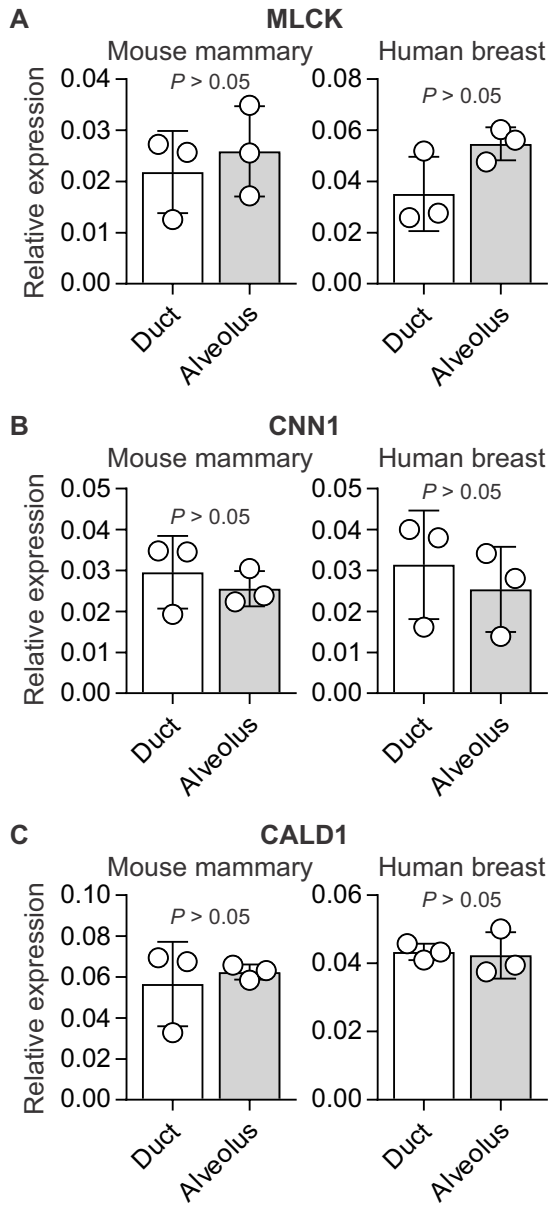 A MLCK
Mouse mammary Human breast
Relative expression
0.04
0.03
0.02
0.01
0.00
P > 0.05
Duct
Alveolus
0.08
0.06
0.04
0.02
0.00
P > 0.05
Duct
Alveolus
B CNN1
Mouse mammary Human breast
Relative expression
0.05
0.04
0.03
0.02
0.01
0.00
P > 0.05
Duct
Alveolus
0.05
0.04
0.03
0.02
0.01
0.00
P > 0.05
Duct
Alveolus
C CALD1
Mouse mammary Human breast
Relative expression
0.10
0.08
0.06
0.04
0.02
0.00
P > 0.05
Duct
Alveolus
0.06
0.04
0.02
0.00
P > 0.05
Duct
Alveolus